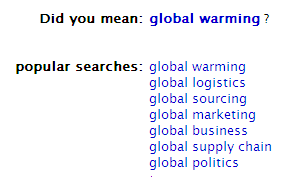 Did you mean: global warming ?
popular searches: global warming
global logistics
global sourcing
global marketing
global business
global supply chain
global politics